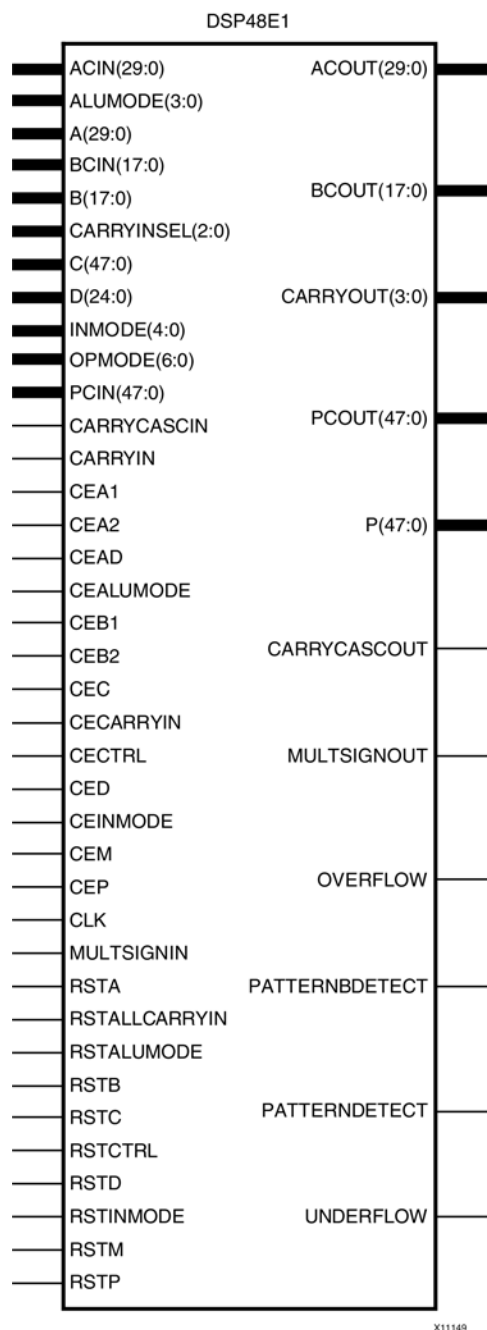 DSP48E1
ACIN(29:0)
ACOUT(29:0)
ALUMODE(3:0)
A(29:0)
BCIN(17:0)
BCOUT(17:0)
B(17:0)
CARRYINSEL(2:0)
C(47:0)
D(24:0)
CARRYOUT(3:0)
INMODE(4:0)
OPMODE(6:0)
PCIN(47:0)
PCOUT(47:0)
CARRYCASCIN
CARRYIN
CEA1
CEA2
P(47:0)
CEAD
CEALUMODE
CEB1
CEB2
CARRYCASCOUT
CEC
CECARRYIN
CECTRL
MULTSIGNOUT
CED
CEINMODE
CEM
CEP
OVERFLOW
CLK
MULTSIGNIN
RSTA
PATTERNBDETECT
RSTALLCARRYIN
RSTALUMODE
RSTB
RSTC
PATTERNDETECT
RSTCTRL
RSTD
RSTINMODE
UNDERFLOW
RSTM
RSTP
X11149